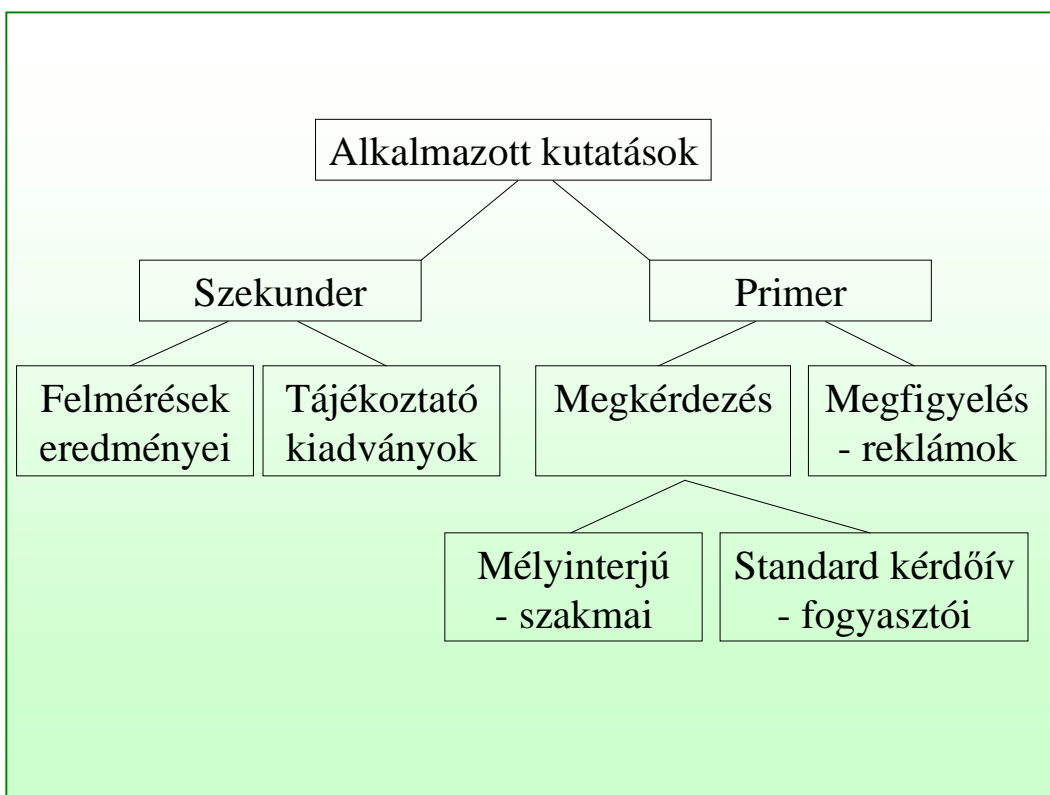 Alkalmazott kutatások
Szekunder
Primer
Felmérések
eredményei
Tájékoztató
kiadványok
Megkérdezés
Megfigyelés
- reklámok
Mélyinterjú
- szakmai
Standard kérdőív
- fogyasztói